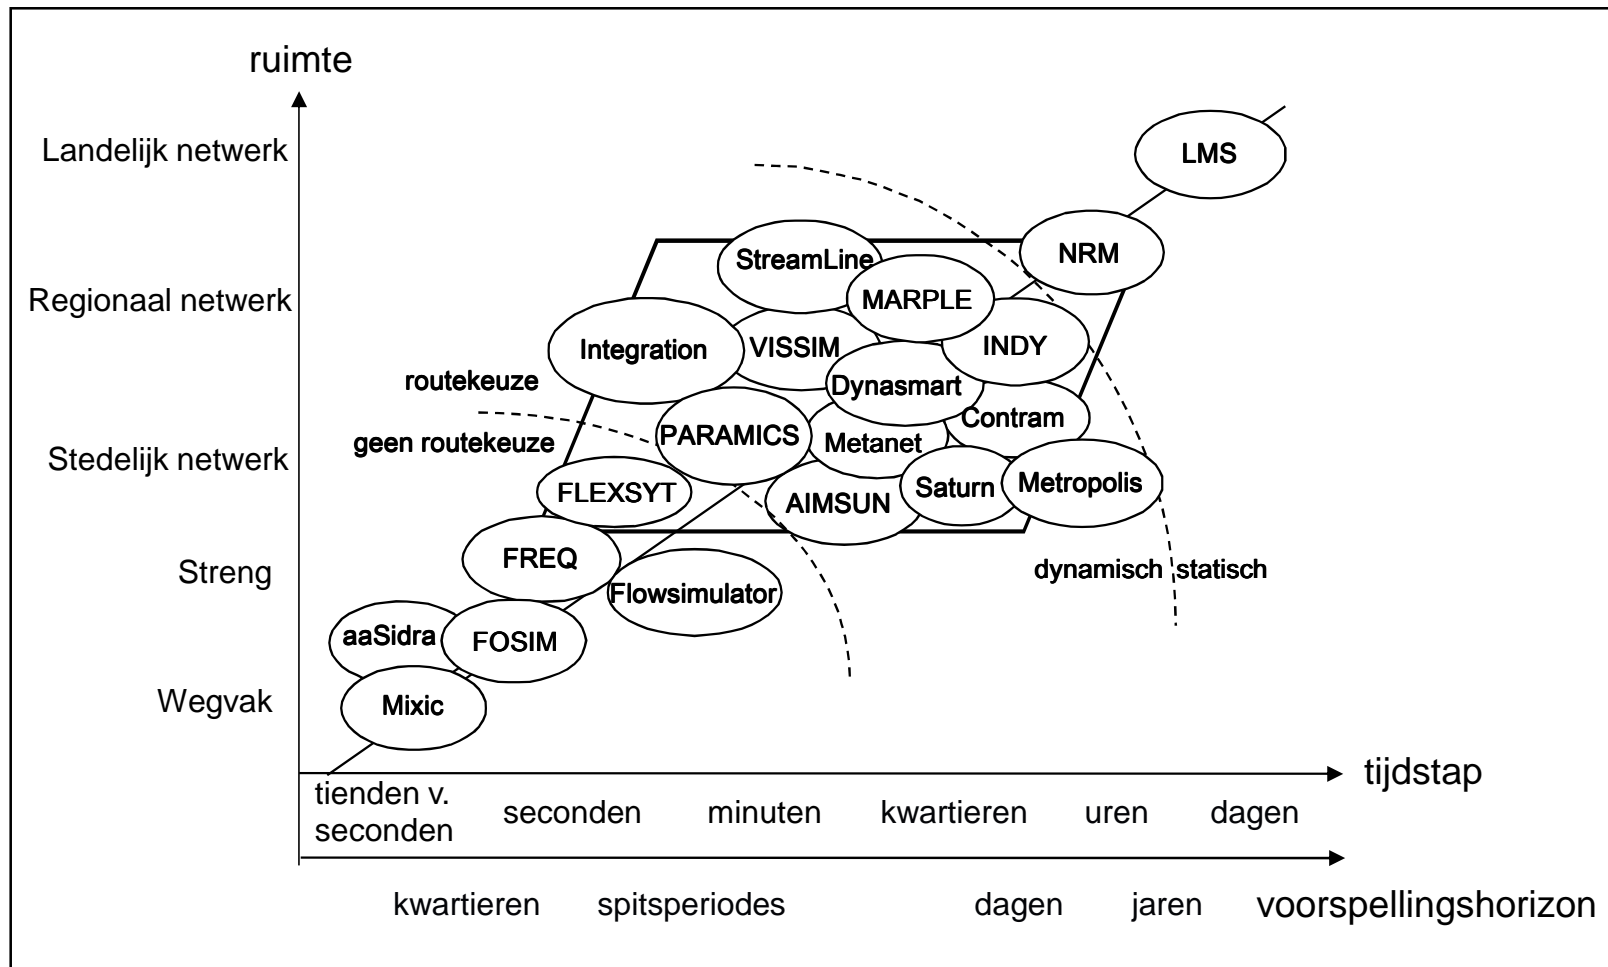 ruimte
Landelijk netwerk
LMS
StreamLine
NRM
Regionaal netwerk
MARPLE
Integration
VISSIM
INDY
routekeuze
Dynasmart
geen routekeuze
PARAMICS
Metanet
Contram
Stedelijk netwerk
FLEXSYT
AIMSUN
Saturn
Metropolis
Streng
FREQ
Flowsimulator
dynamisch statisch
aaSidra
FOSIM
Wegvak
Mixic
tijdstap
tienden v.
seconden
seconden
minuten
kwartieren
uren
dagen
kwartieren
spitsperiodes
dagen
jaren
voorspellingshorizon